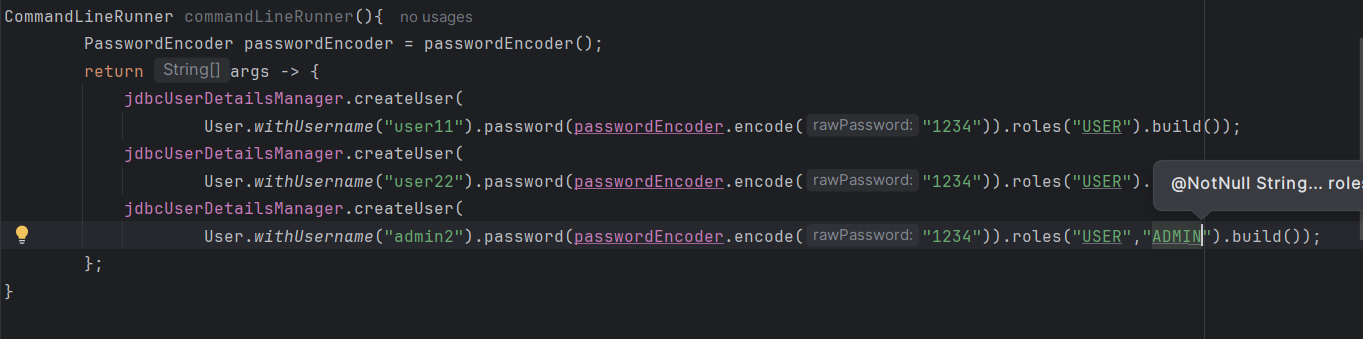 CommandLineRunner commandLineRunner(){ no usages
PasswordEncoder passwordEncoder = passwordEncoder();
return String[] args -> {
jdbcUserDetailsManager.createUser(
User.withUsername("user11").password(passwordEncoder.encode( rawPassword: "1234")).roles("USER").build());
jdbcUserDetailsManager.createUser(
User.withUsername("user22").password(passwordEncoder.encode( rawPassword: "1234")).roles("USER").
@NotNull String... roles
jdbcUserDetailsManager.createUser(
User.withUsername("admin2").password(passwordEncoder.encode( rawPassword: "1234")).roles("USER","ADMIN").build());
};
}